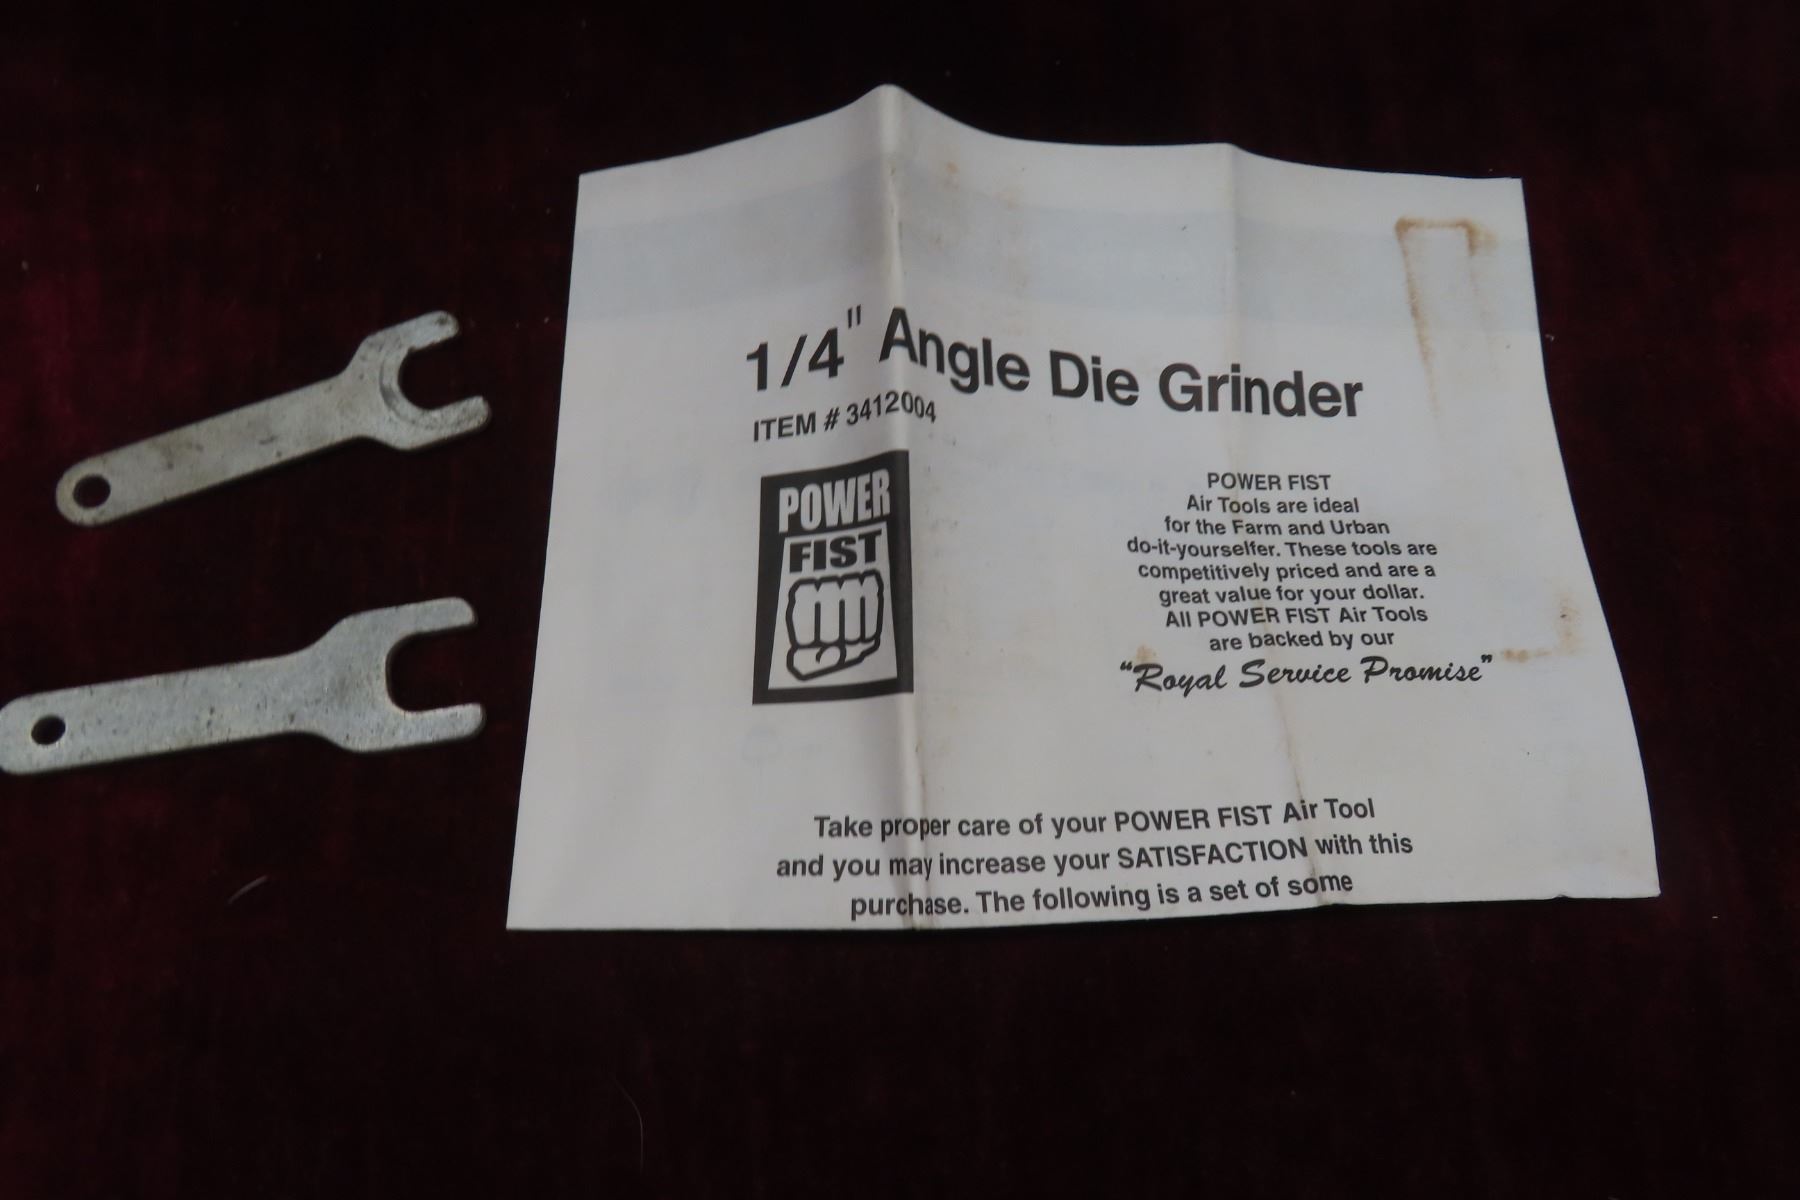 1/4" Angle Die Grinder
ITEM # 3412004
POWER
FIST
POWER FIST
Air Tools are ideal
for the Farm and Urban
do-it-yourselfer. These tools are
competitively priced and are a
great value for your dollar.
All POWER FIST Air Tools
are backed by our
"Royal Service Promise"
Take proper care of your POWER FIST Air Tool
and you may increase your SATISFACTION with this
purchase. The following is a set of some